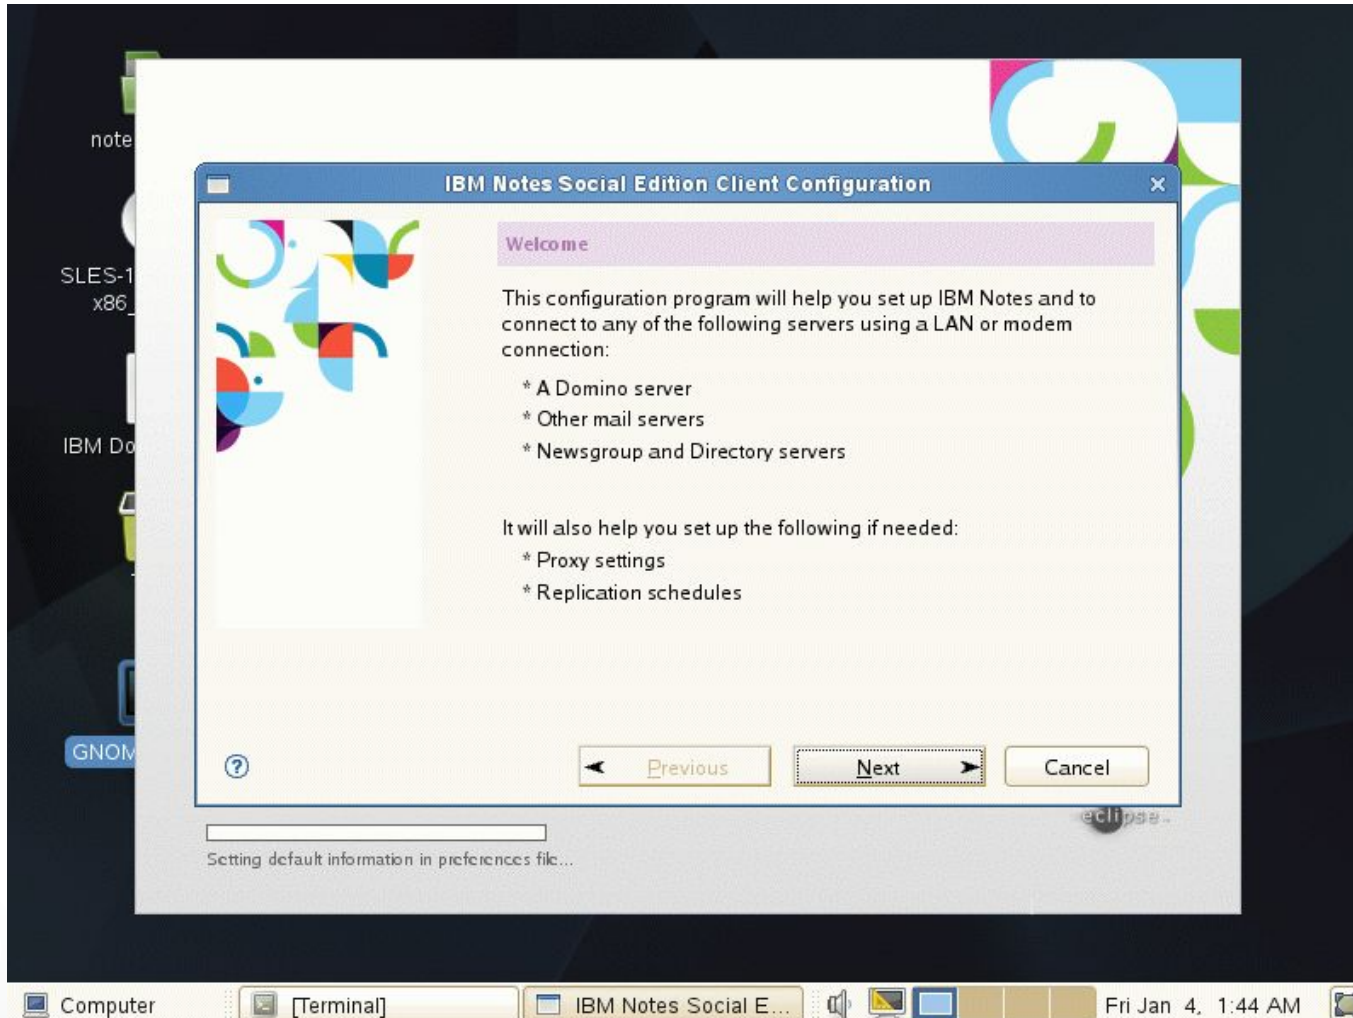 note
IBM Notes Social Edition Client Configuration
Welcome
SLES-1
x86_
This configuration program will help you set up IBM Notes and to
connect to any of the following servers using a LAN or modem
connection:
* A Domino server
* Other mail servers
* Newsgroup and Directory servers
IBM Do
It will also help you set up the following if needed:
* Proxy settings
* Replication schedules
GNOM
?
Previous
Next
Cancel
eclipse
Setting default information in preferences file...
Computer
[Terminal]
IBM Notes Social E...
Fri Jan 4, 1:44 AM